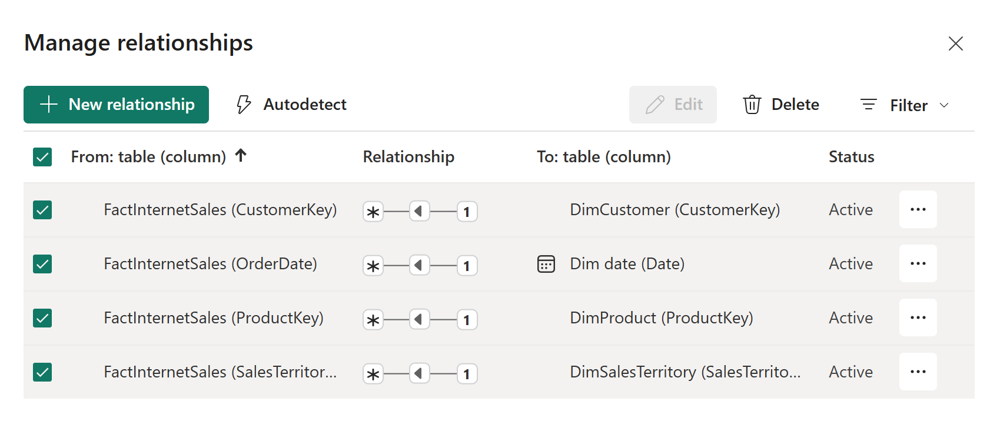 Manage relationships
New relationship Autodetect Edit Delete Filter
From: table (column) Relationship To: table (column) Status
FactInternetSales (CustomerKey) * 1 DimCustomer (CustomerKey) Active ...
FactInternetSales (OrderDate) * 1 Dim date (Date) Active ...
FactInternetSales (ProductKey) * 1 DimProduct (ProductKey) Active ...
FactInternetSales (SalesTerritor... * 1 DimSalesTerritory (SalesTerrito... Active ...